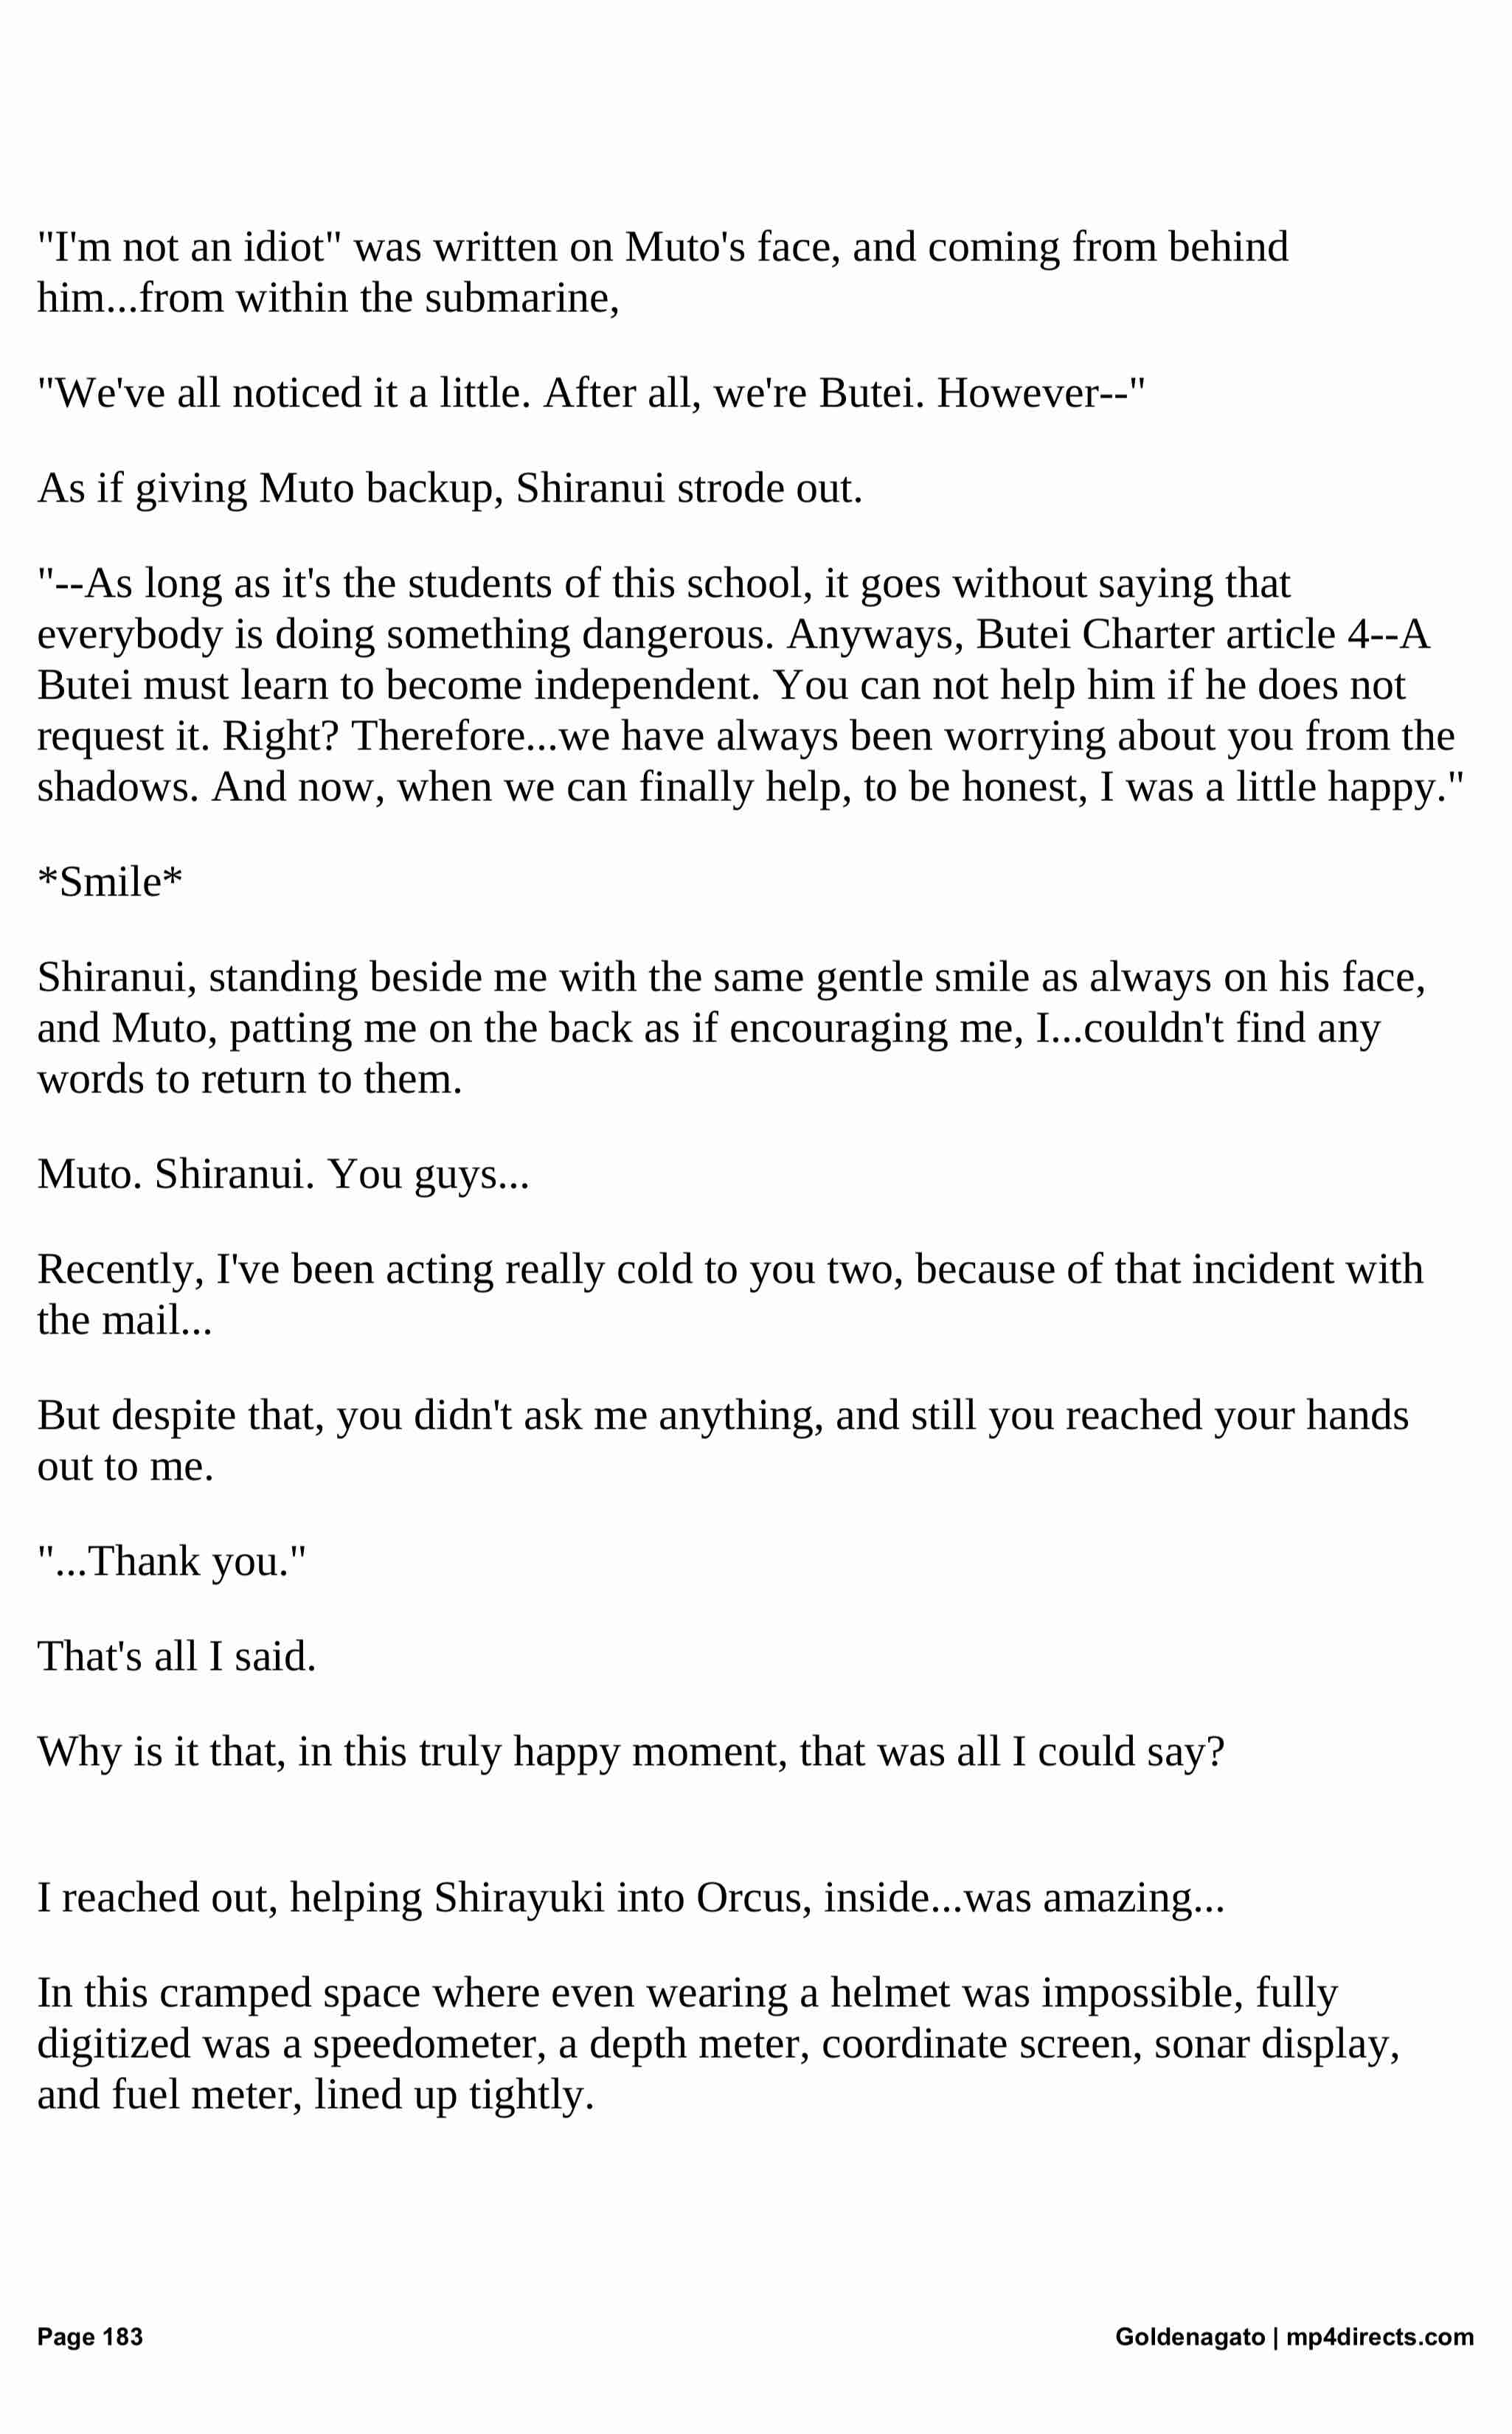 "I'm not an idiot" was written on Muto's face, and coming from behind
him...from within the submarine,
"We've all noticed it a little. After all, we're Butei. However--"
As if giving Muto backup, Shiranui strode out.
"--As long as it's the students of this school, it goes without saying that
everybody is doing something dangerous. Anyways, Butei Charter article 4--A
Butei must learn to become independent. You can not help him if he does not
request it. Right? Therefore...we have always been worrying about you from the
shadows. And now, when we can finally help, to be honest, I was a little happy."
*Smile*
Shiranui, standing beside me with the same gentle smile as always on his face,
and Muto, patting me on the back as if encouraging me, I...couldn't find any
words to return to them.
Muto. Shiranui. You guys...
Recently, I've been acting really cold to you two, because of that incident with
the mail...
But despite that, you didn't ask me anything, and still you reached your hands
out to me.
"...Thank you."
That's all I said.
Why is it that, in this truly happy moment, that was all I could say?
I reached out, helping Shirayuki into Orcus, inside...was amazing...
In this cramped space where even wearing a helmet was impossible, fully
digitized was a speedometer, a depth meter, coordinate screen, sonar display,
and fuel meter, lined up tightly.
Page 183
Goldenagato | mp4directs.com